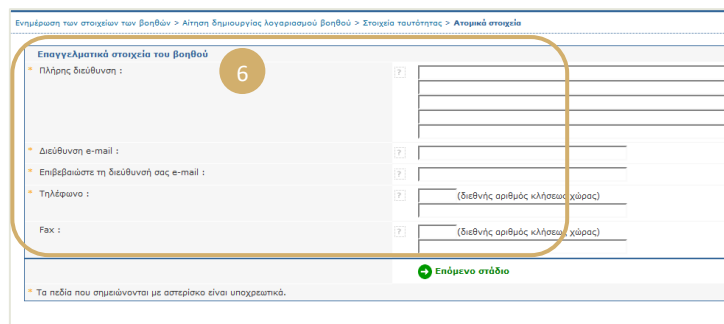 Ενημέρωση των στοιχείων των βοηθών > Αίτηση δημιουργίας λογαριασμού βοηθού > Στοιχεία ταυτότητας > Ατομικά στοιχεία
Επαγγελματικά στοιχεία του βοηθού
6
* Πλήρης διεύθυνση : ?
* Διεύθυνση e-mail : ?
* Επιβεβαιώστε τη διεύθυνσή σας e-mail : ?
* Τηλέφωνο : ? (διεθνής αριθμός κλήσεως χώρας)
Fax : ? (διεθνής αριθμός κλήσεως χώρας)
Επόμενο στάδιο
* Τα πεδία που σημειώνονται με αστερίσκο είναι υποχρεωτικά.